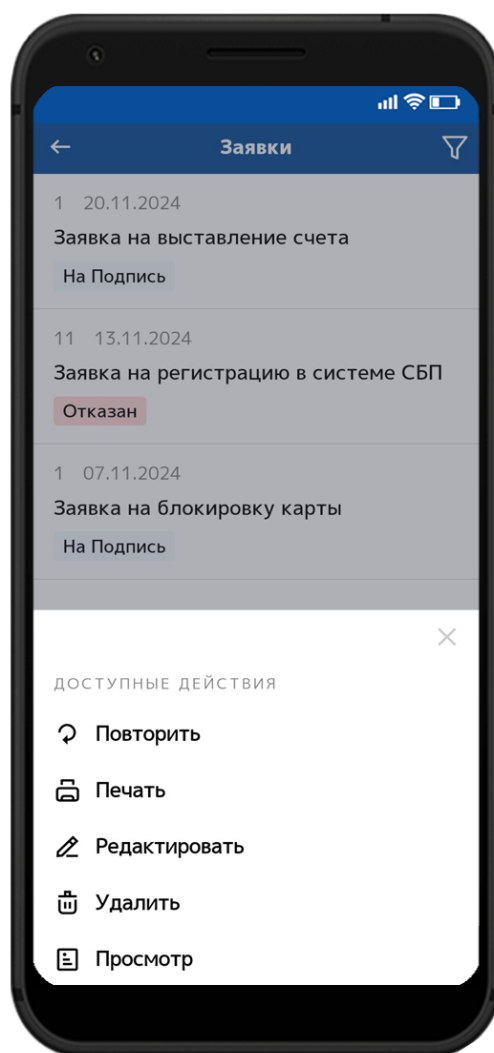 Заявки
1 20.11.2024
Заявка на выставление счета
На Подпись
11 13.11.2024
Заявка на регистрацию в системе СБП
Отказан
1 07.11.2024
Заявка на блокировку карты
На Подпись
ДОСТУПНЫЕ ДЕЙСТВИЯ
Повторить
Печать
Редактировать
Удалить
Просмотр